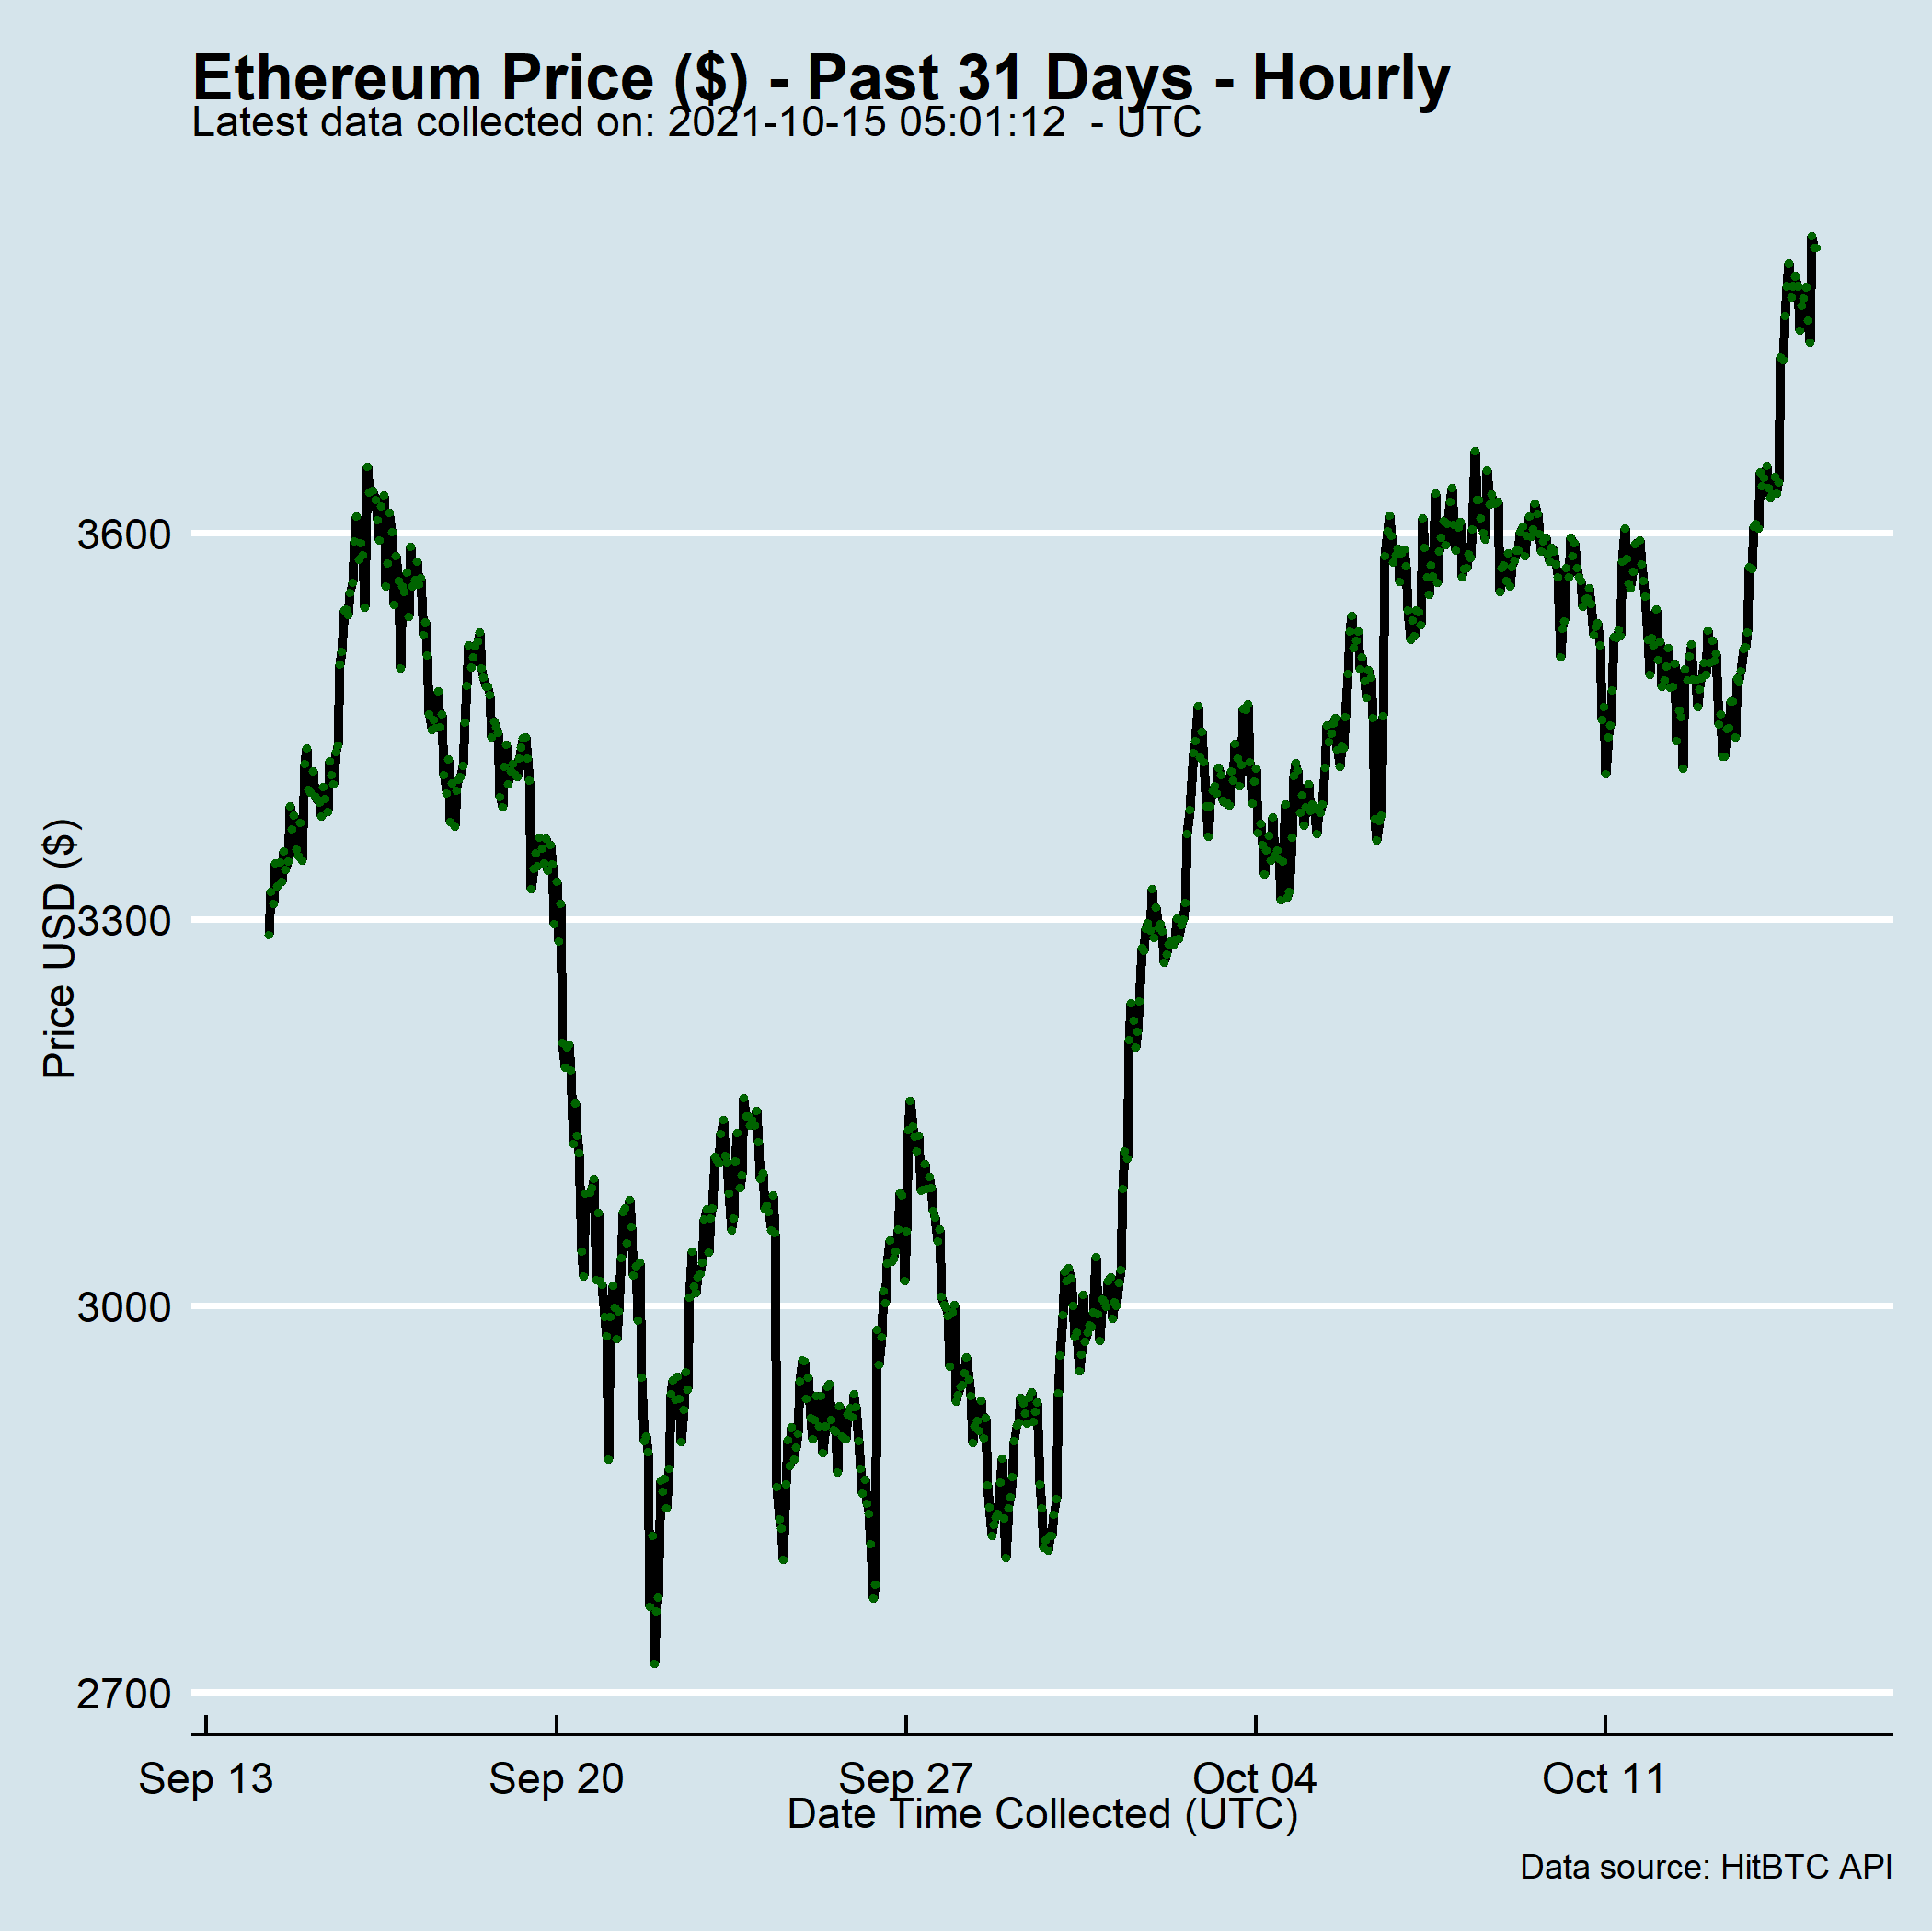 Ethereum Price ($) - Past 31 Days - Hourly
Latest data collected on: 2021-10-15 05:01:12  - UTC
Price USD ($)
3600
3300
3000
2700
Sep 13
Sep 20
Sep 27
Oct 04
Oct 11
Date Time Collected (UTC)
Data source: HitBTC API